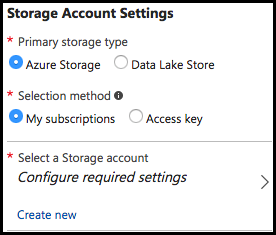 Storage Account Settings
* Primary storage type
Azure Storage Data Lake Store
* Selection method
My subscriptions Access key
* Select a Storage account
Configure required settings
Create new